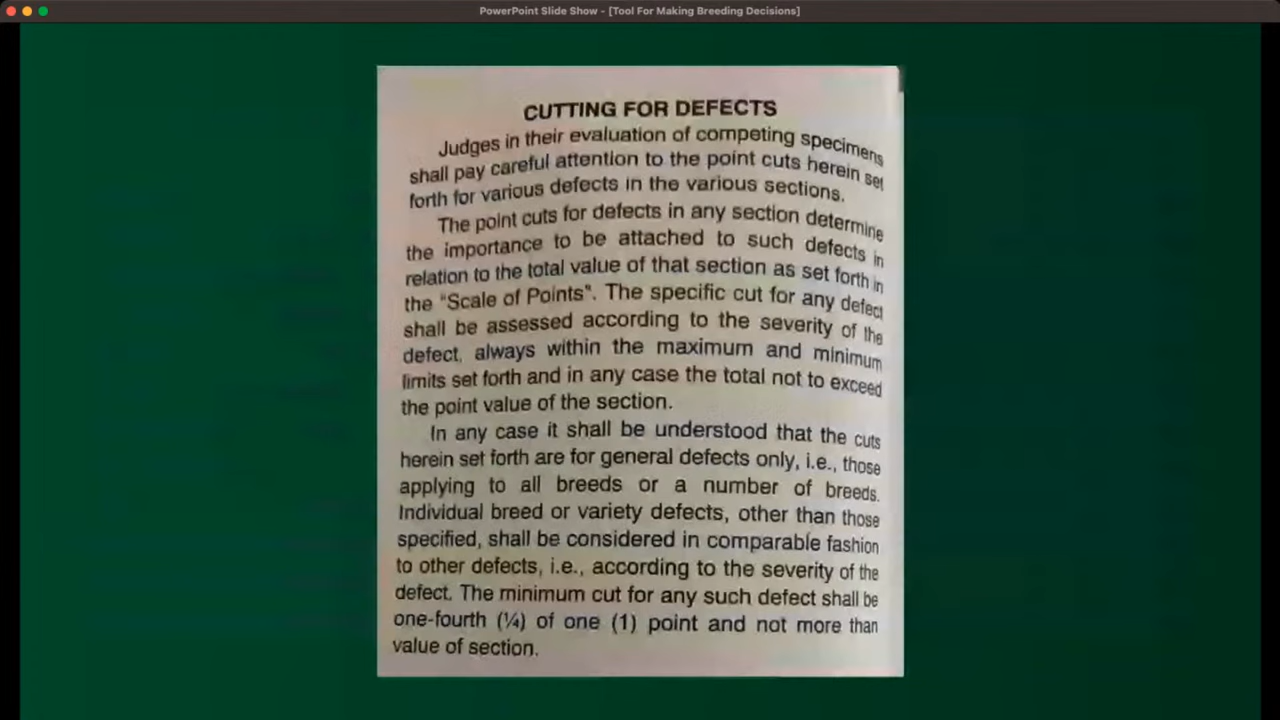 PowerPoint Slide Show - [Tool For Making Breeding Decisions]
CUTTING FOR DEFECTS
Judges in their evaluation of competing specimens
shall pay careful attention to the point cuts herein set
forth for various defects in the various sections.
The point cuts for defects in any section determine
the importance to be attached to such defects in
relation to the total value of that section as set forth in
the "Scale of Points". The specific cut for any defect
shall be assessed according to the severity of the
defect, always within the maximum and minimum
limits set forth and in any case the total not to exceed
the point value of the section.
In any case it shall be understood that the cuts
herein set forth are for general defects only, i.e., those
applying to all breeds or a number of breeds.
Individual breed or variety defects, other than those
specified, shall be considered in comparable fashion
to other defects, i.e., according to the severity of the
defect. The minimum cut for any such defect shall be
one-fourth (¼) of one (1) point and not more than
value of section.